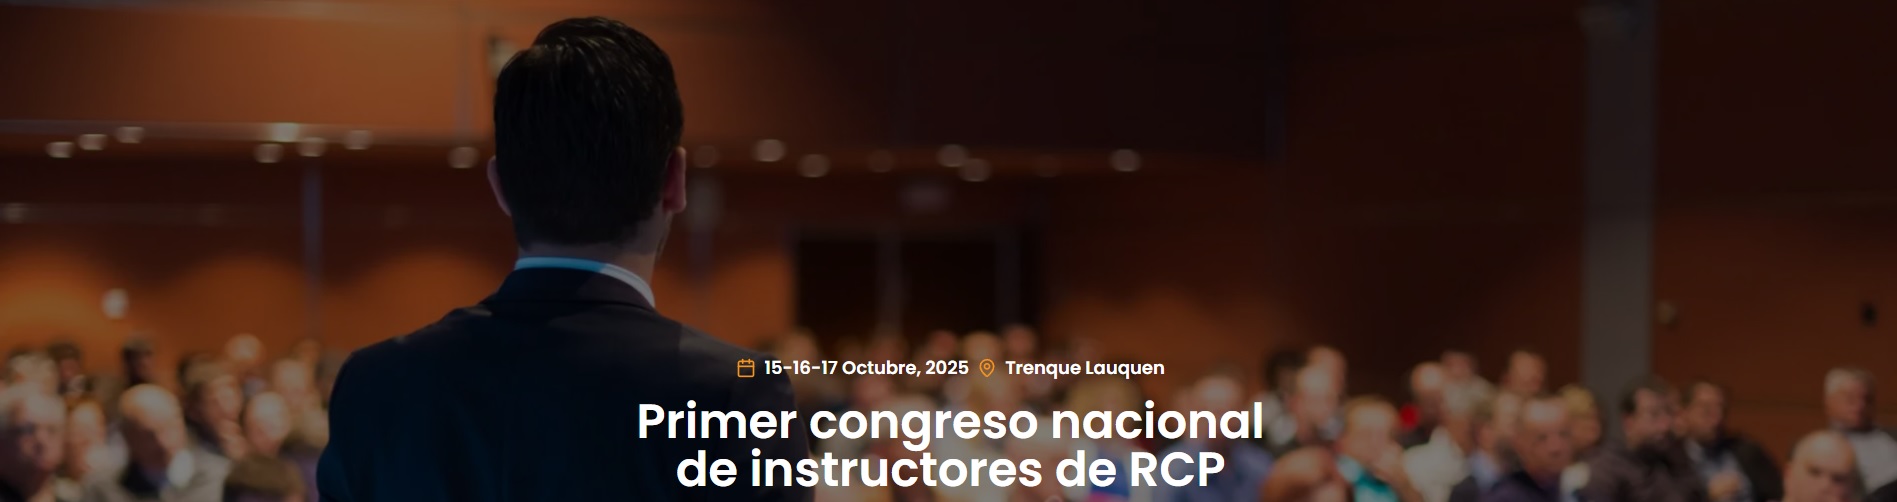 15-16-17 Octubre, 2025 Trenque Lauquen
Primer congreso nacional
de instructores de RCP